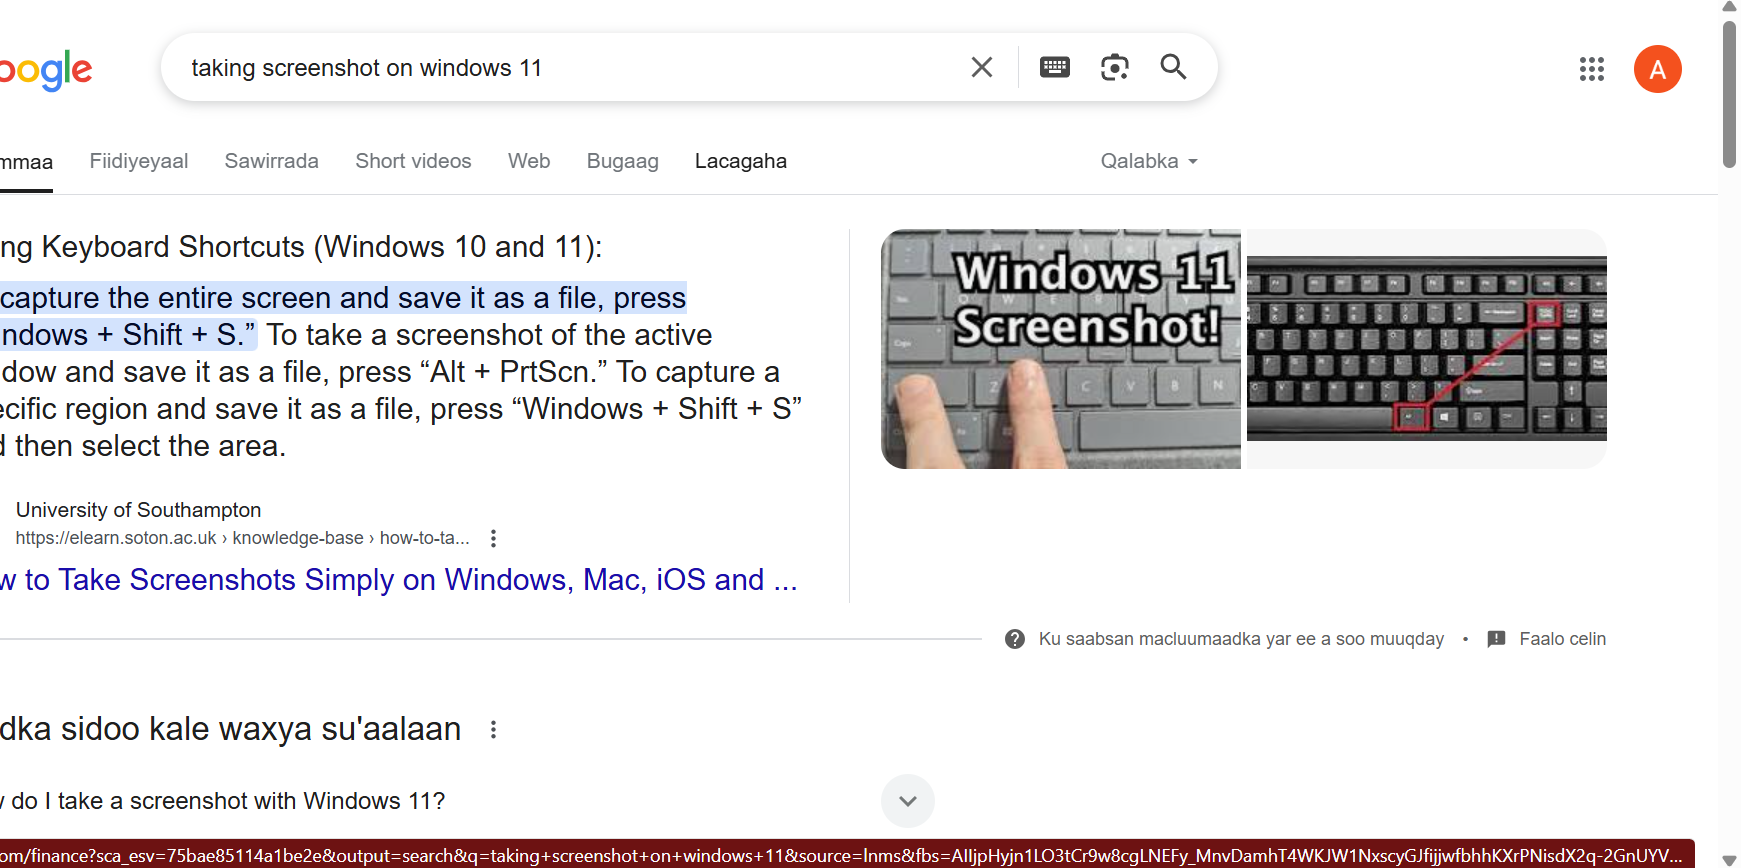 oogle
taking screenshot on windows 11
A
mmaa
Fiidiyeyaal
Sawirrada
Short videos
Web
Bugaag
Lacagaha
Qalabka
ng Keyboard Shortcuts (Windows 10 and 11):
capture the entire screen and save it as a file, press
ndows + Shift + S.” To take a screenshot of the active
dow and save it as a file, press “Alt + PrtScn.” To capture a
ecific region and save it as a file, press “Windows + Shift + S”
d then select the area.
Windows 11
Screenshot!
University of Southampton
https://elearn.soton.ac.uk › knowledge-base › how-to-ta...
w to Take Screenshots Simply on Windows, Mac, iOS and ...
Ku saabsan macluumaadka yar ee a soo muuqday
•
Faalo celin
dka sidoo kale waxya su'aalaan
w do I take a screenshot with Windows 11?
om/finance?sca_esv=75bae85114a1be2e&output=search&q=taking+screenshot+on+windows+11&source=lnms&fbs=AIIjpHyjn1LO3tCr9w8cgLNEFy_MnvDamhT4WKJW1NxscyGJfijjwfbhhKXrPNisdX2q-2GnUYV...